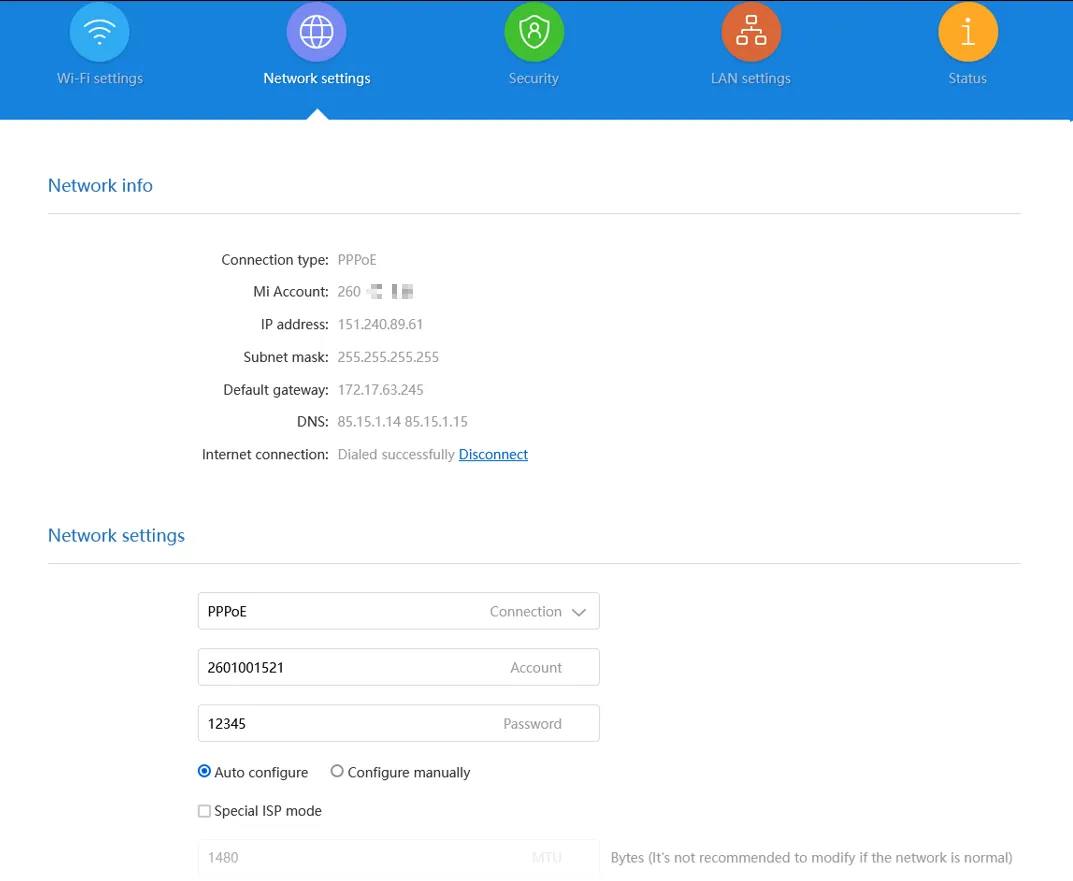 Wi-Fi settings Network settings Security LAN settings Status
Network info
Connection type: PPPoE
Mi Account: 260
IP address: 151.240.89.61
Subnet mask: 255.255.255.255
Default gateway: 172.17.63.245
DNS: 85.15.1.14 85.15.1.15
Internet connection: Dialed successfully Disconnect
Network settings
PPPoE Connection
2601001521 Account
12345 Password
Auto configure Configure manually
Special ISP mode
1480 MTU Bytes (It's not recommended to modify if the network is normal)